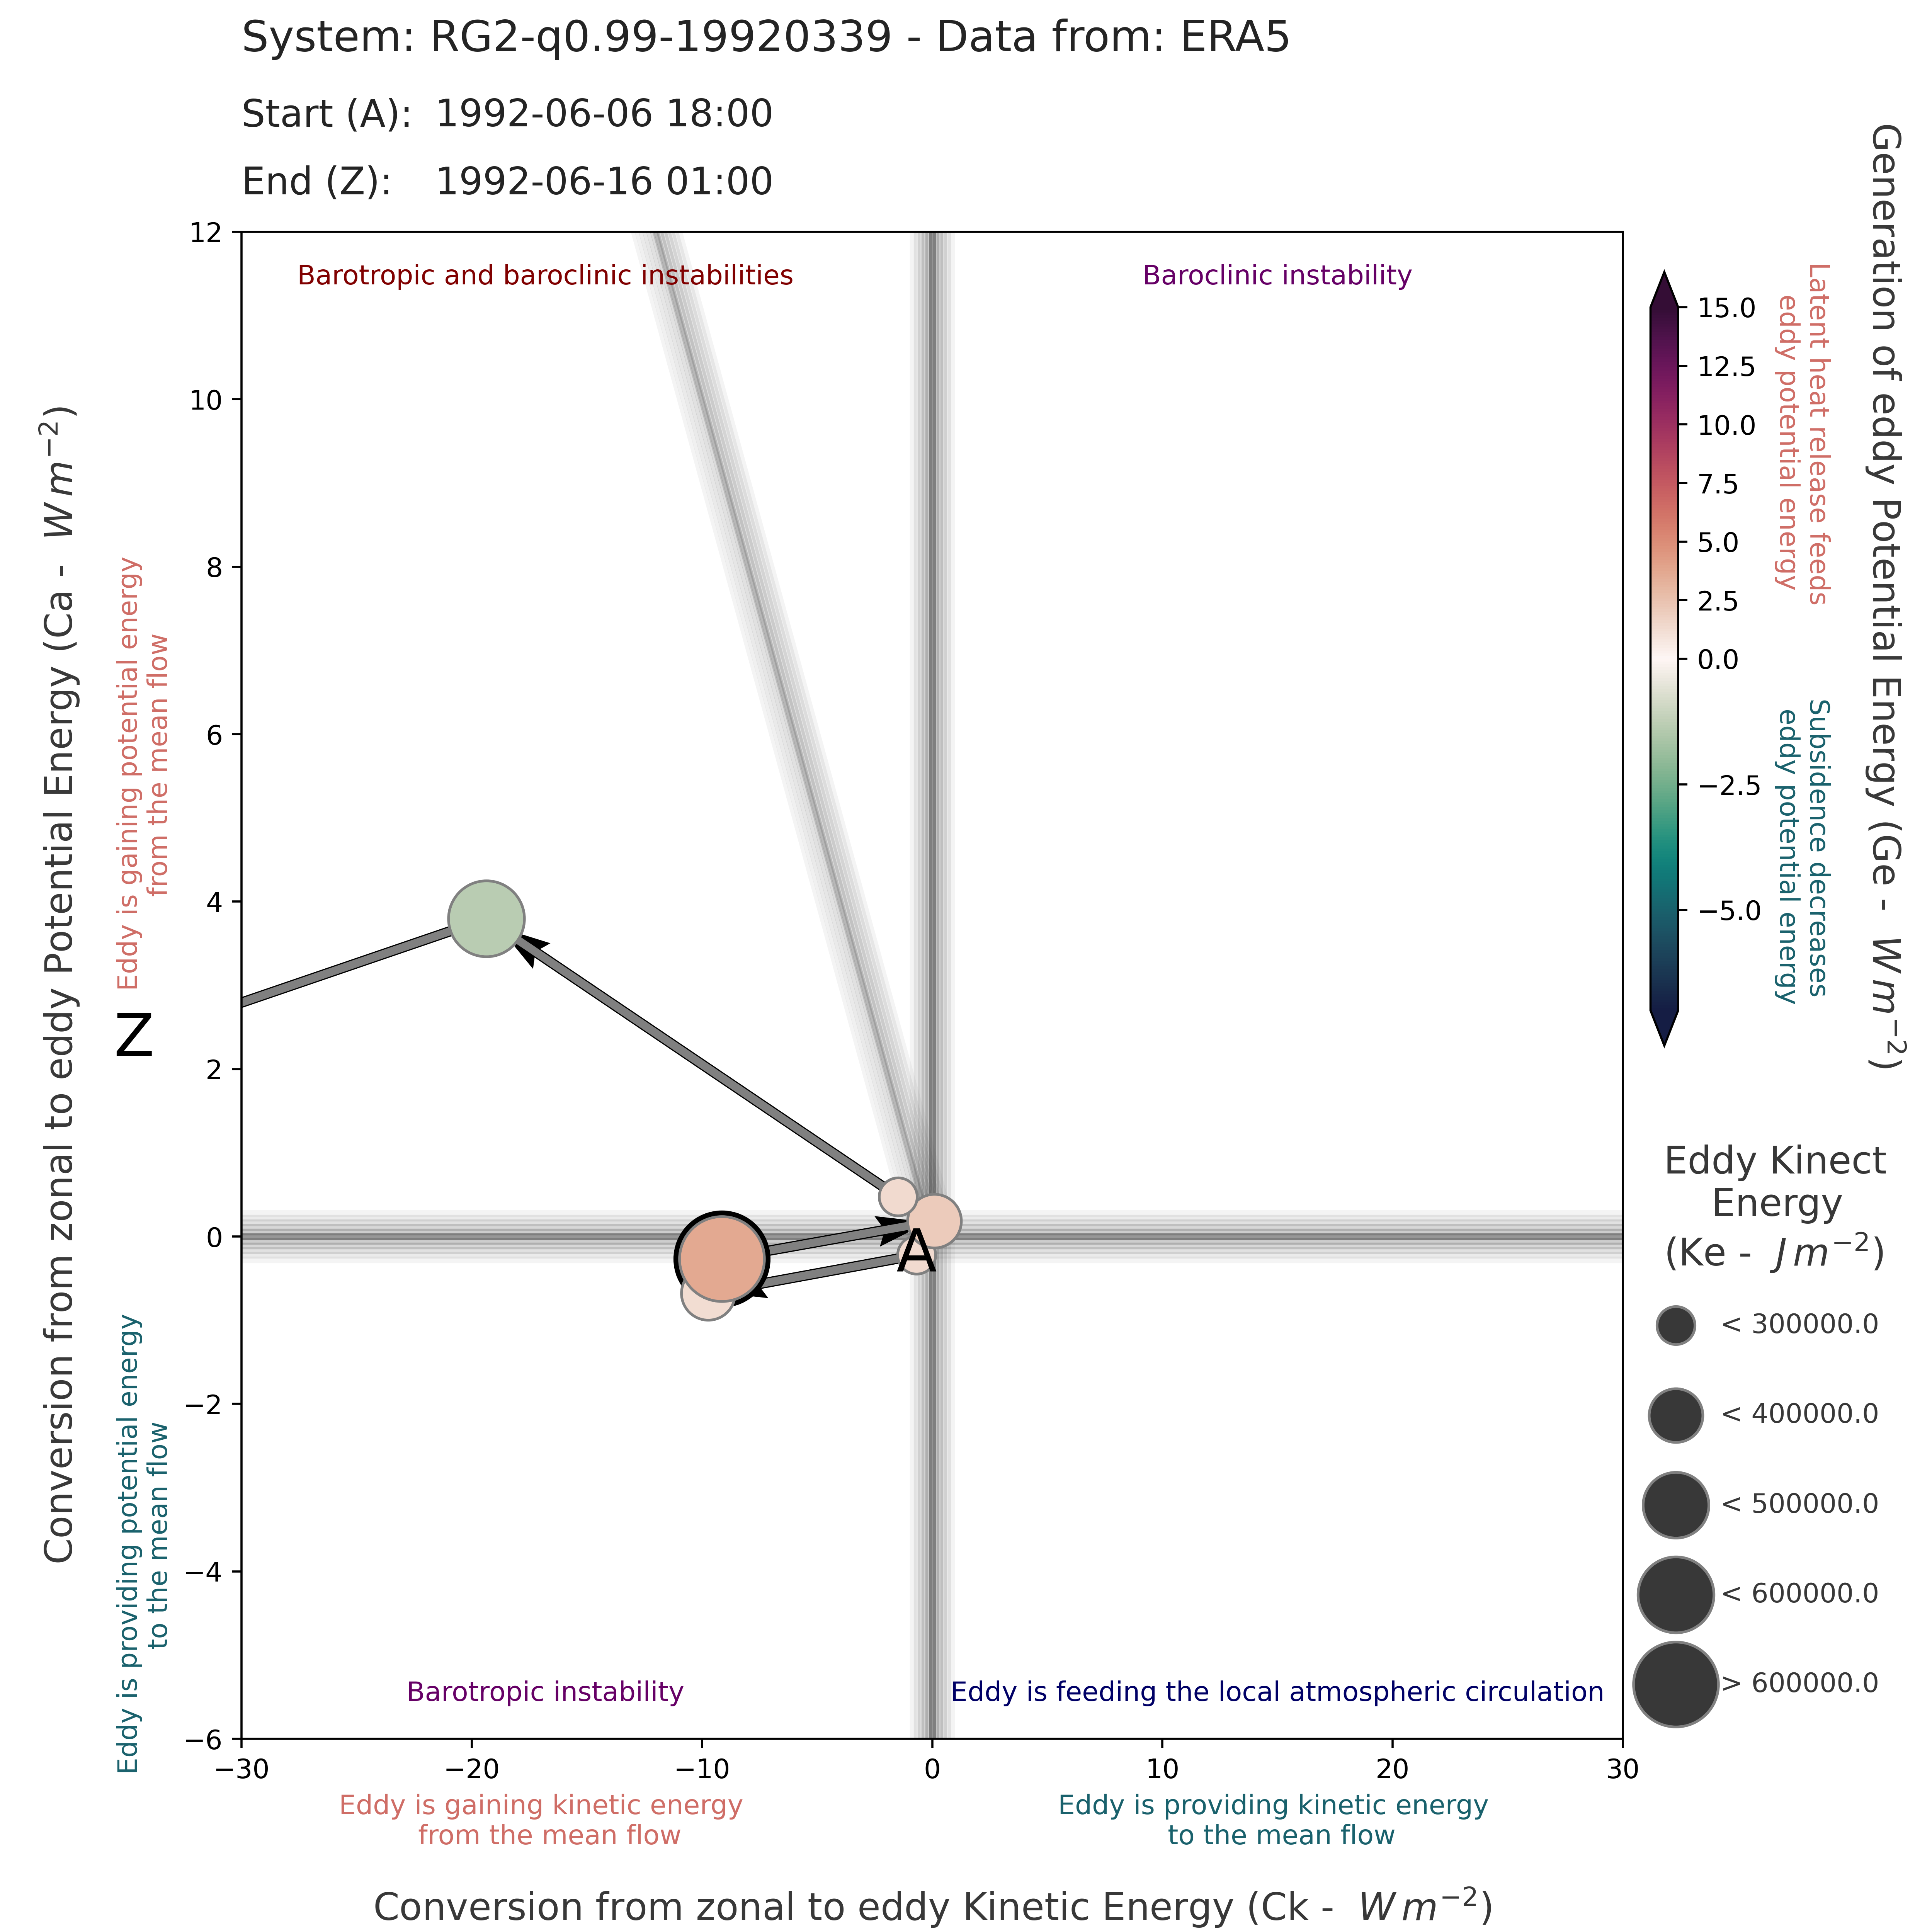 System: RG2-q0.99-19920339 - Data from: ERA5
Start (A): 1992-06-06 18:00
End (Z): 1992-06-16 01:00
Barotropic and baroclinic instabilities
Baroclinic instability
Barotropic instability
Eddy is feeding the local atmospheric circulation
A
Z
12
10
8
6
4
2
0
−2
−4
−6
−30
−20
−10
0
10
20
30
Eddy is gaining kinetic energy
from the mean flow
Eddy is providing kinetic energy
to the mean flow
Conversion from zonal to eddy Kinetic Energy (Ck - W m−2)
Conversion from zonal to eddy Potential Energy (Ca - W m−2)
Eddy is gaining potential energy
from the mean flow
Eddy is providing potential energy
to the mean flow
15.0
12.5
10.0
7.5
5.0
2.5
0.0
−2.5
−5.0
Latent heat release feeds
eddy potential energy
Subsidence decreases
eddy potential energy
Generation of eddy Potential Energy (Ge - W m−2)
Eddy Kinect
Energy
(Ke - J m−2)
< 300000.0
< 400000.0
< 500000.0
< 600000.0
> 600000.0